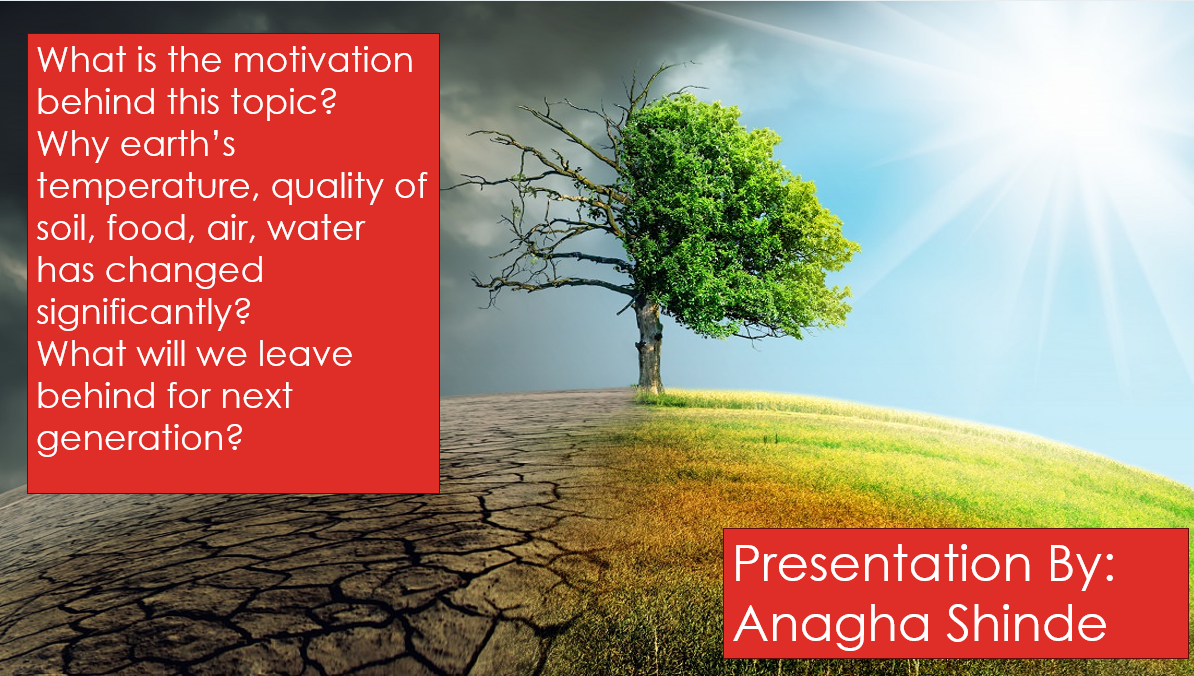 What is the motivation
behind this topic?
Why earth’s
temperature, quality of
soil, food, air, water
has changed
significantly?
What will we leave
behind for next
generation?
Presentation By:
Anagha Shinde